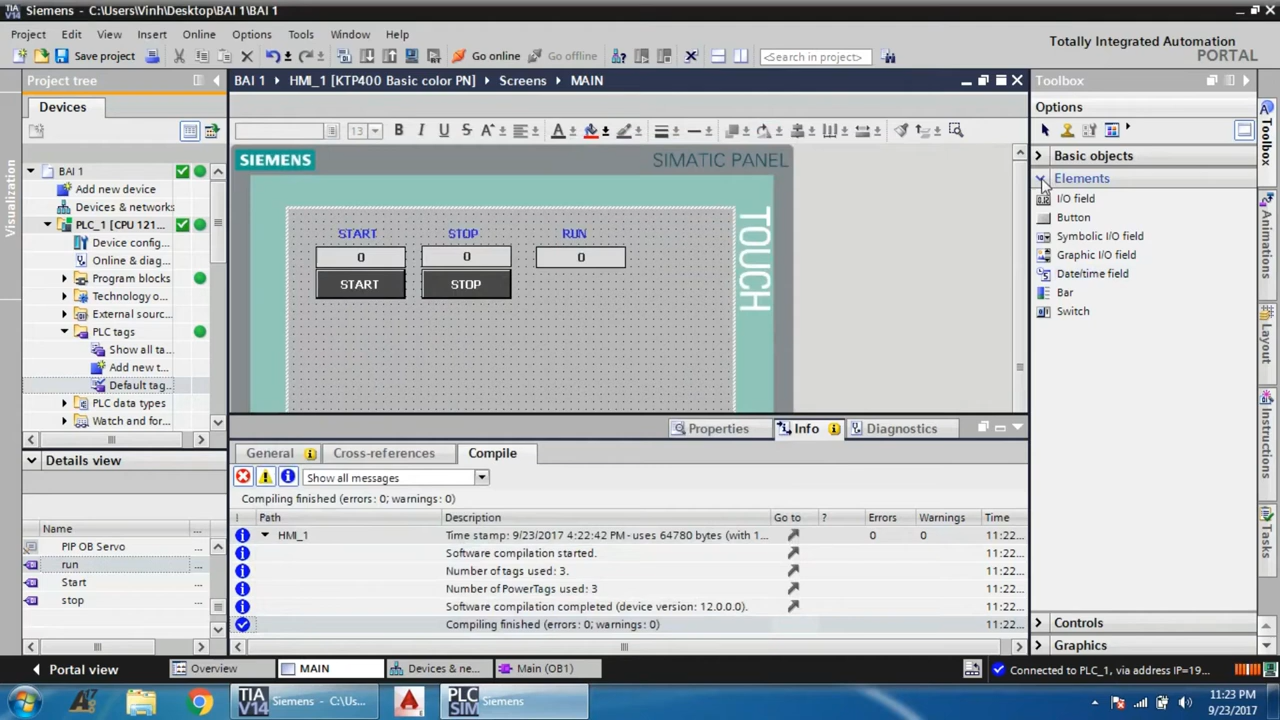 TIA
V14
Siemens - C:\Users\Vinh\Desktop\BAI 1\BAI 1
Project Edit View Insert Online Options Tools Window Help
Totally Integrated Automation
PORTAL
Save project
Go online
Go offline
<Search in project>
Project tree
BAI 1
HMI_1 [KTP400 Basic color PN]
Screens
MAIN
Toolbox
Devices
Options
13
B I U S A
Visualization
BAI 1
Add new device
Devices & networks
PLC_1 [CPU 121...
Device config...
Online & diag...
Program blocks
Technology o...
External sourc...
PLC tags
Show all ta...
Add new t...
Default tag...
PLC data types
Watch and for...
SIEMENS
SIMATIC PANEL
TOUCH
START STOP RUN
0 0 0
START STOP
Basic objects
Elements
I/O field
Button
Symbolic I/O field
Graphic I/O field
Date/time field
Bar
Switch
Controls
Graphics
Toolbox
Animations
Layout
Instructions
Tasks
Properties
Info
Diagnostics
General
Cross-references
Compile
Show all messages
Compiling finished (errors: 0; warnings: 0)
! Path Description Go to ? Errors Warnings Time
HMI_1 Time stamp: 9/23/2017 4:22:42 PM - uses 64780 bytes (with 1... 0 0 11:22...
Software compilation started. 11:22...
Number of tags used: 3. 11:22...
Number of PowerTags used: 3 11:22...
Software compilation completed (device version: 12.0.0.0). 11:22...
Compiling finished (errors: 0; warnings: 0) 11:22...
Details view
Name ...
PIP OB Servo ...
run ...
Start ...
stop ...
Portal view
Overview
MAIN
Devices & ne...
Main (OB1)
Connected to PLC_1, via address IP=19...
TIA
V14
Siemens - C:\Us...
PLC
SIM
Siemens
11:23 PM
9/23/2017